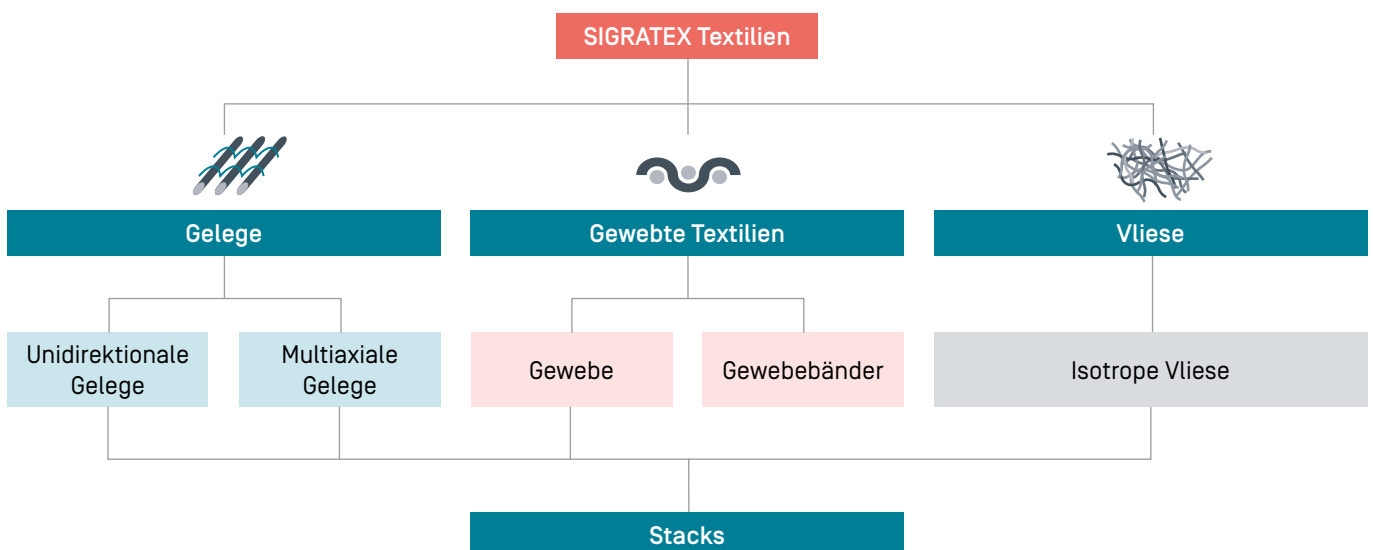 SIGRATEX Textilien
Gelege
Gewebte Textilien
Vliese
Unidirektionale
Gelege
Multiaxiale
Gelege
Gewebe
Gewebebänder
Isotrope Vliese
Stacks